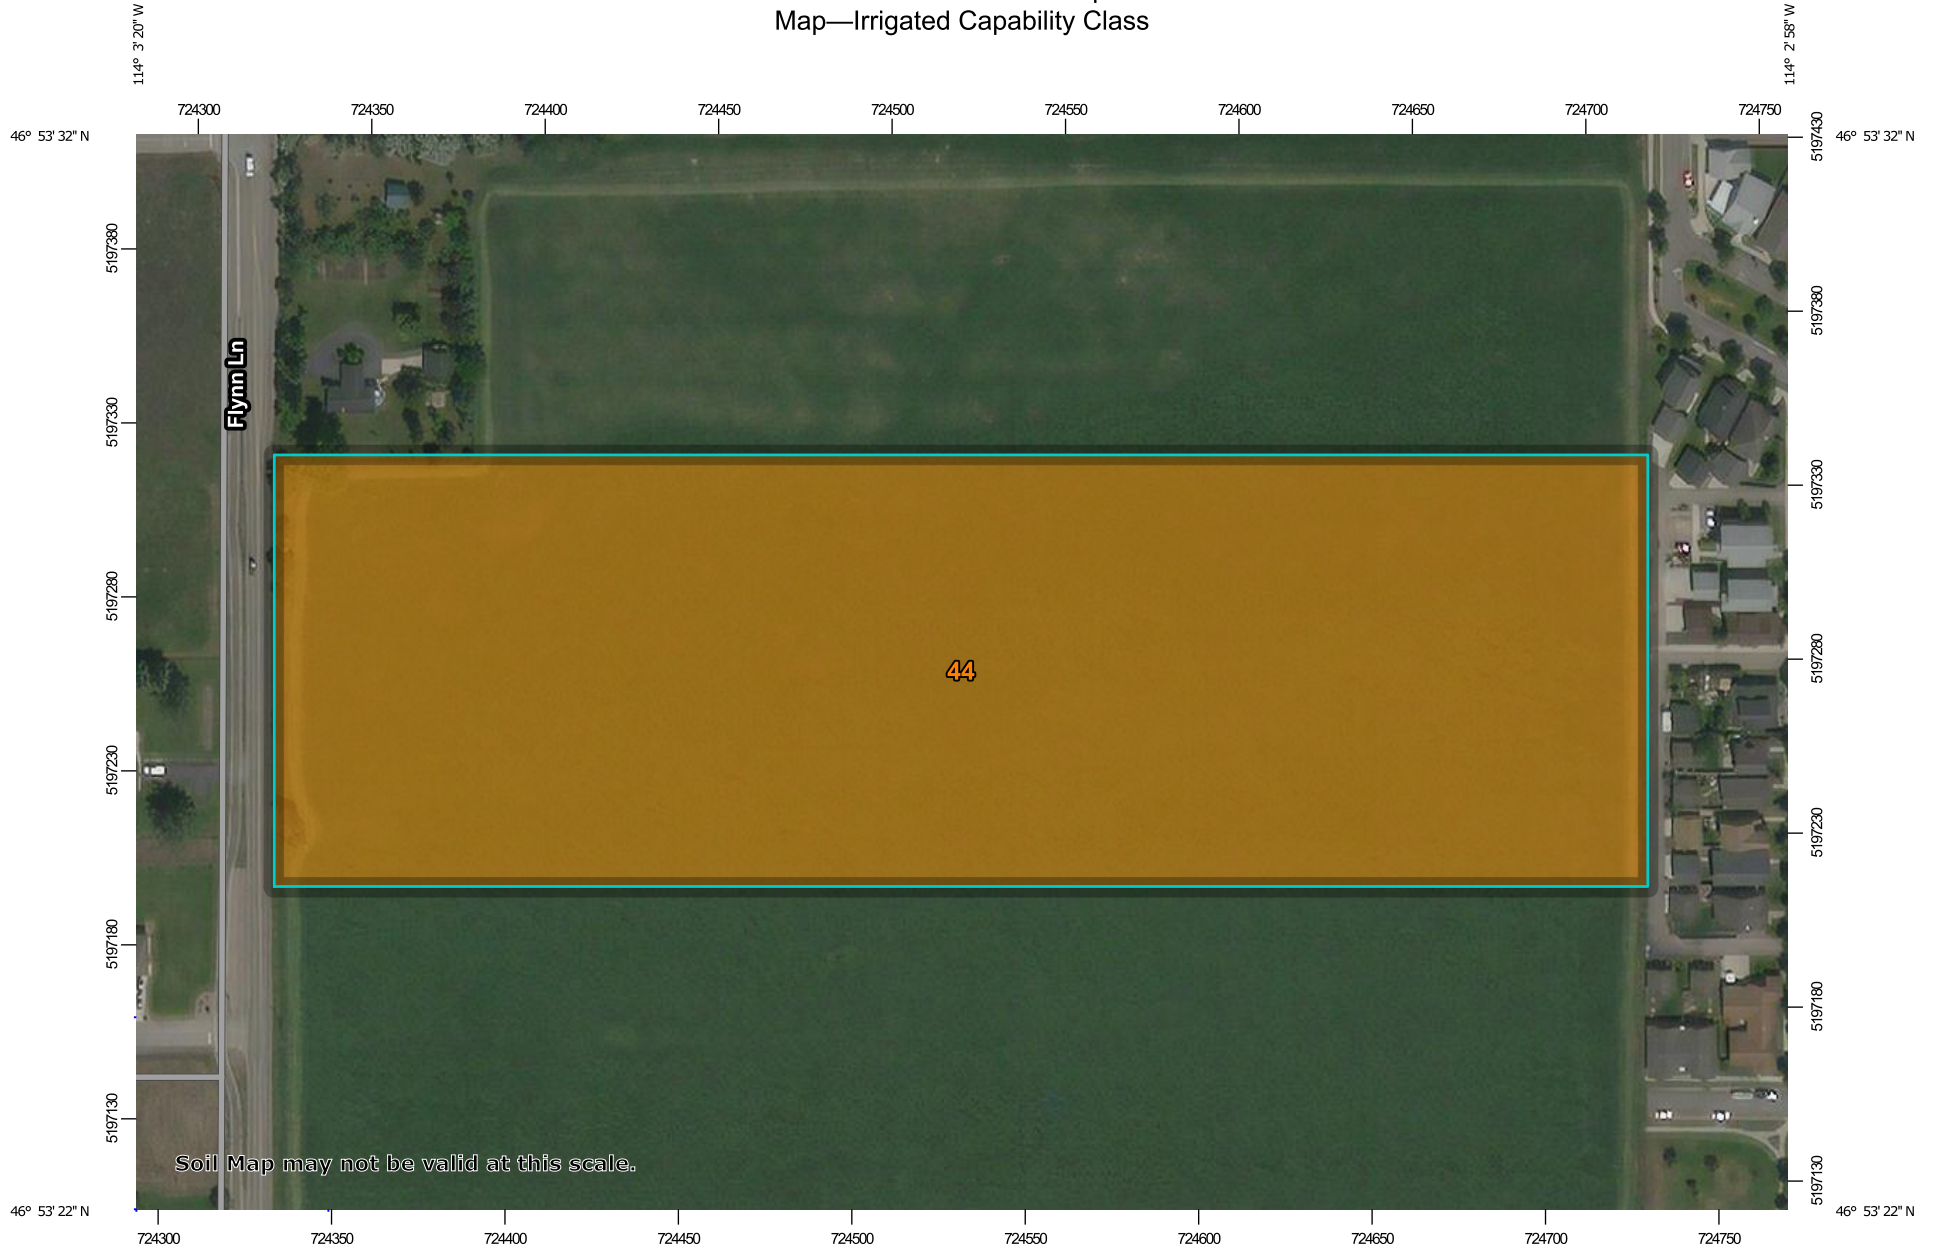 Map—Irrigated Capability Class
114° 3' 20" W
114° 2' 58" W
724300 724350 724400 724450 724500 724550 724600 724650 724700 724750
46° 53' 32" N
46° 53' 32" N
5197430
5197380
5197380
5197330
5197330
5197280
5197280
5197230
5197230
5197180
5197180
5197130
5197130
Flynn Ln
44
Soil Map may not be valid at this scale.
46° 53' 22" N
46° 53' 22" N
724300 724350 724400 724450 724500 724550 724600 724650 724700 724750